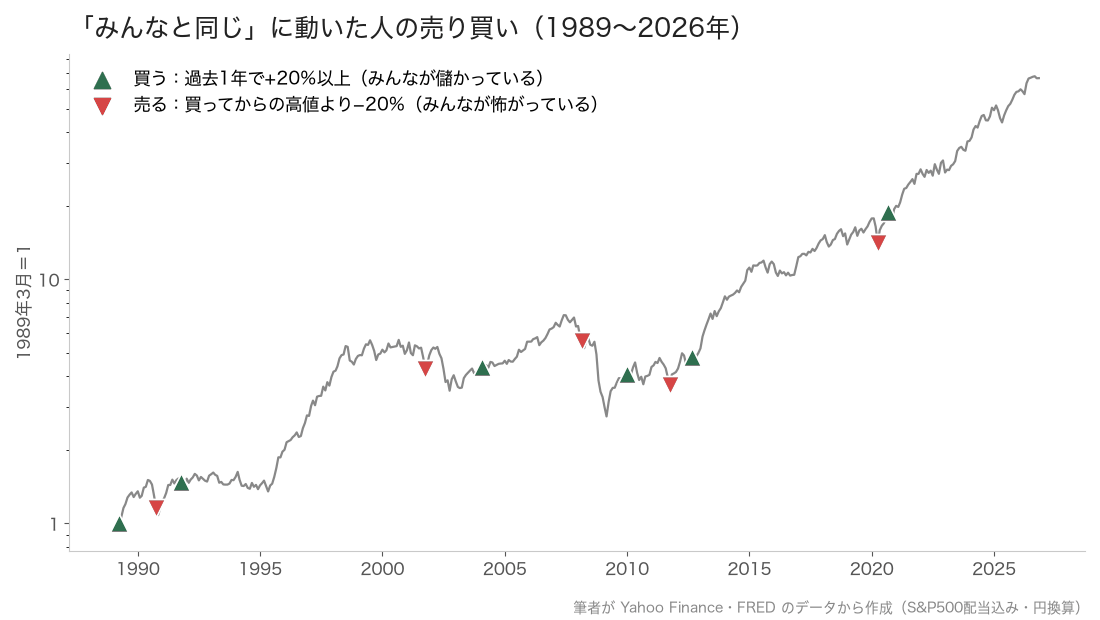 「みんなと同じ」に動いた人の売り買い（1989〜2026年）
買う：過去1年で+20%以上（みんなが儲かっている）
売る：買ってからの高値より−20%（みんなが怖がっている）
1989年3月＝1
10
1
1990 1995 2000 2005 2010 2015 2020 2025
筆者が Yahoo Finance・FRED のデータから作成（S&P500配当込み・円換算）